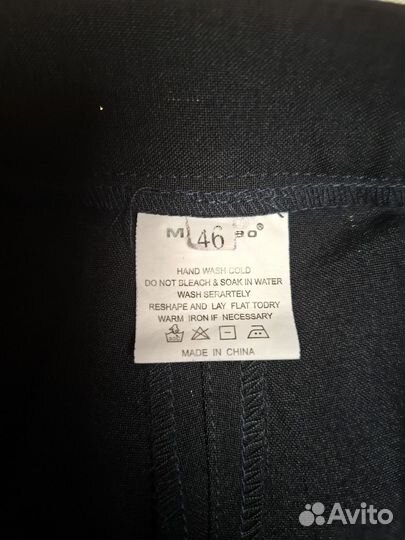 46
HAND WASH COLD
DO NOT BLEACH & SOAK IN WATER
WASH SERARTELY
RESHAPE AND LAY FLAT TODRY
WARM IRON IF NECESSARY
MADE IN CHINA
Avito